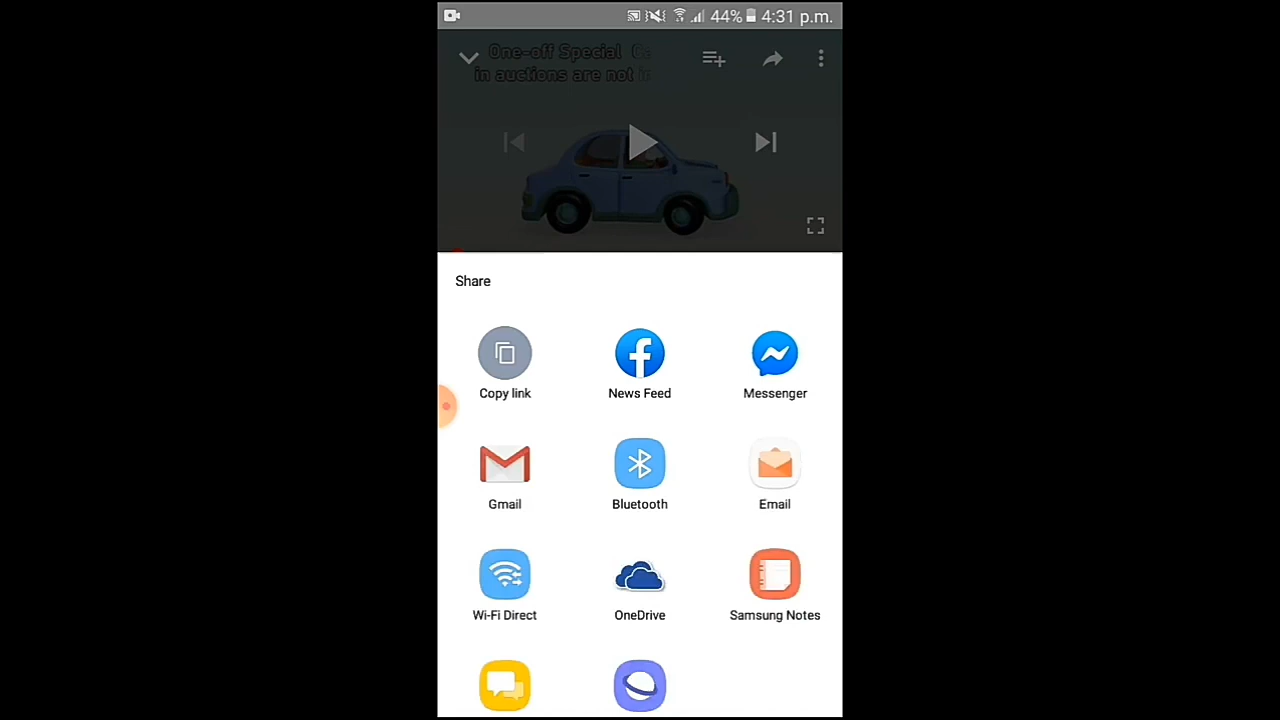 44% 4:31 p.m.
One-off Special
in auctions are not
Share
Copy link
News Feed
Messenger
Gmail
Bluetooth
Email
Wi-Fi Direct
OneDrive
Samsung Notes